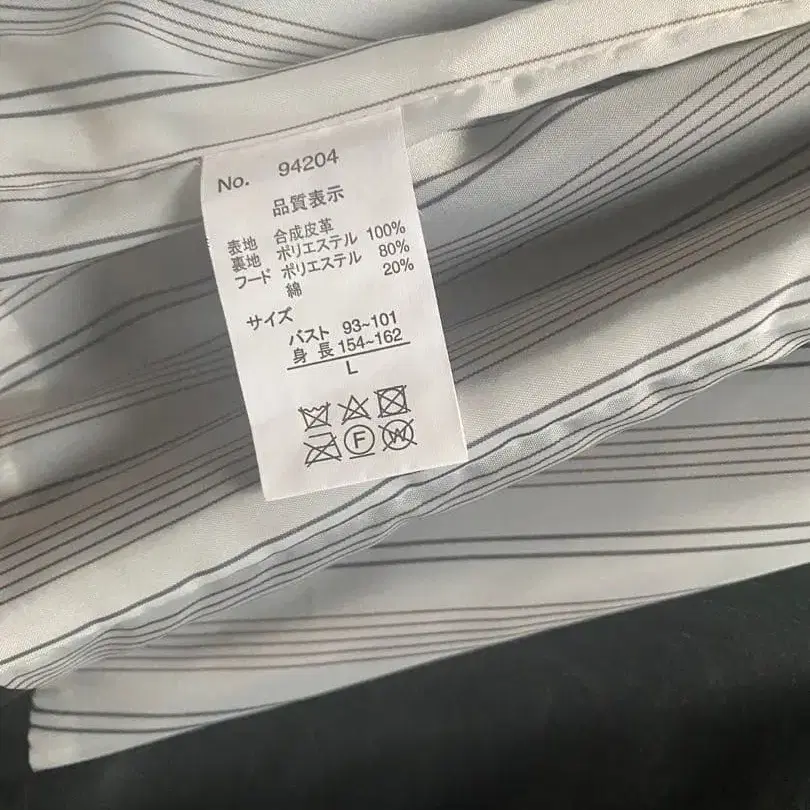 No. 94204
品質表示
表地 合成皮革
裏地 ポリエステル 100%
フード ポリエステル 80%
綿 20%
サイズ
バスト 93~101
身長 154~162
L
F W